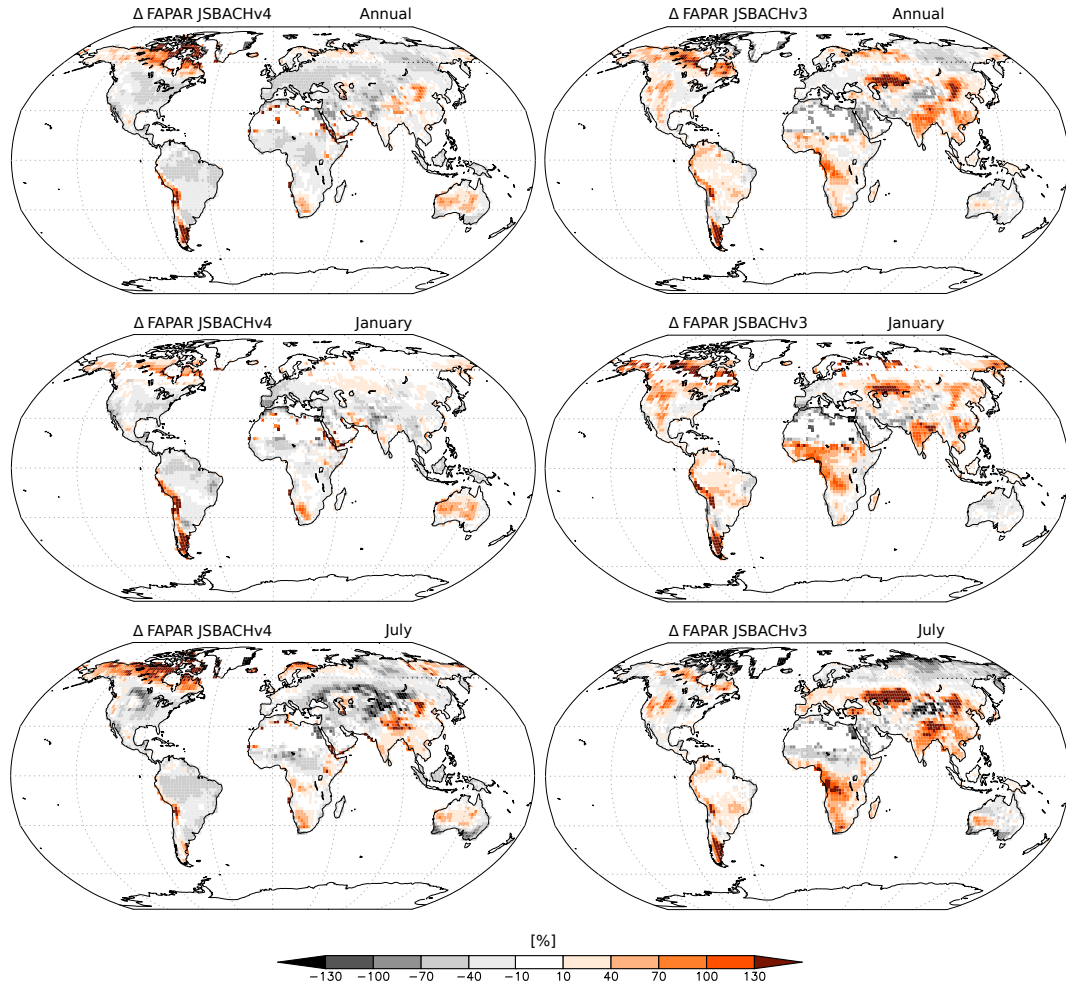 Δ FAPAR JSBACHv4 Annual
Δ FAPAR JSBACHv3 Annual
Δ FAPAR JSBACHv4 January
Δ FAPAR JSBACHv3 January
Δ FAPAR JSBACHv4 July
Δ FAPAR JSBACHv3 July
[%]
−130 −100 −70 −40 −10 10 40 70 100 130